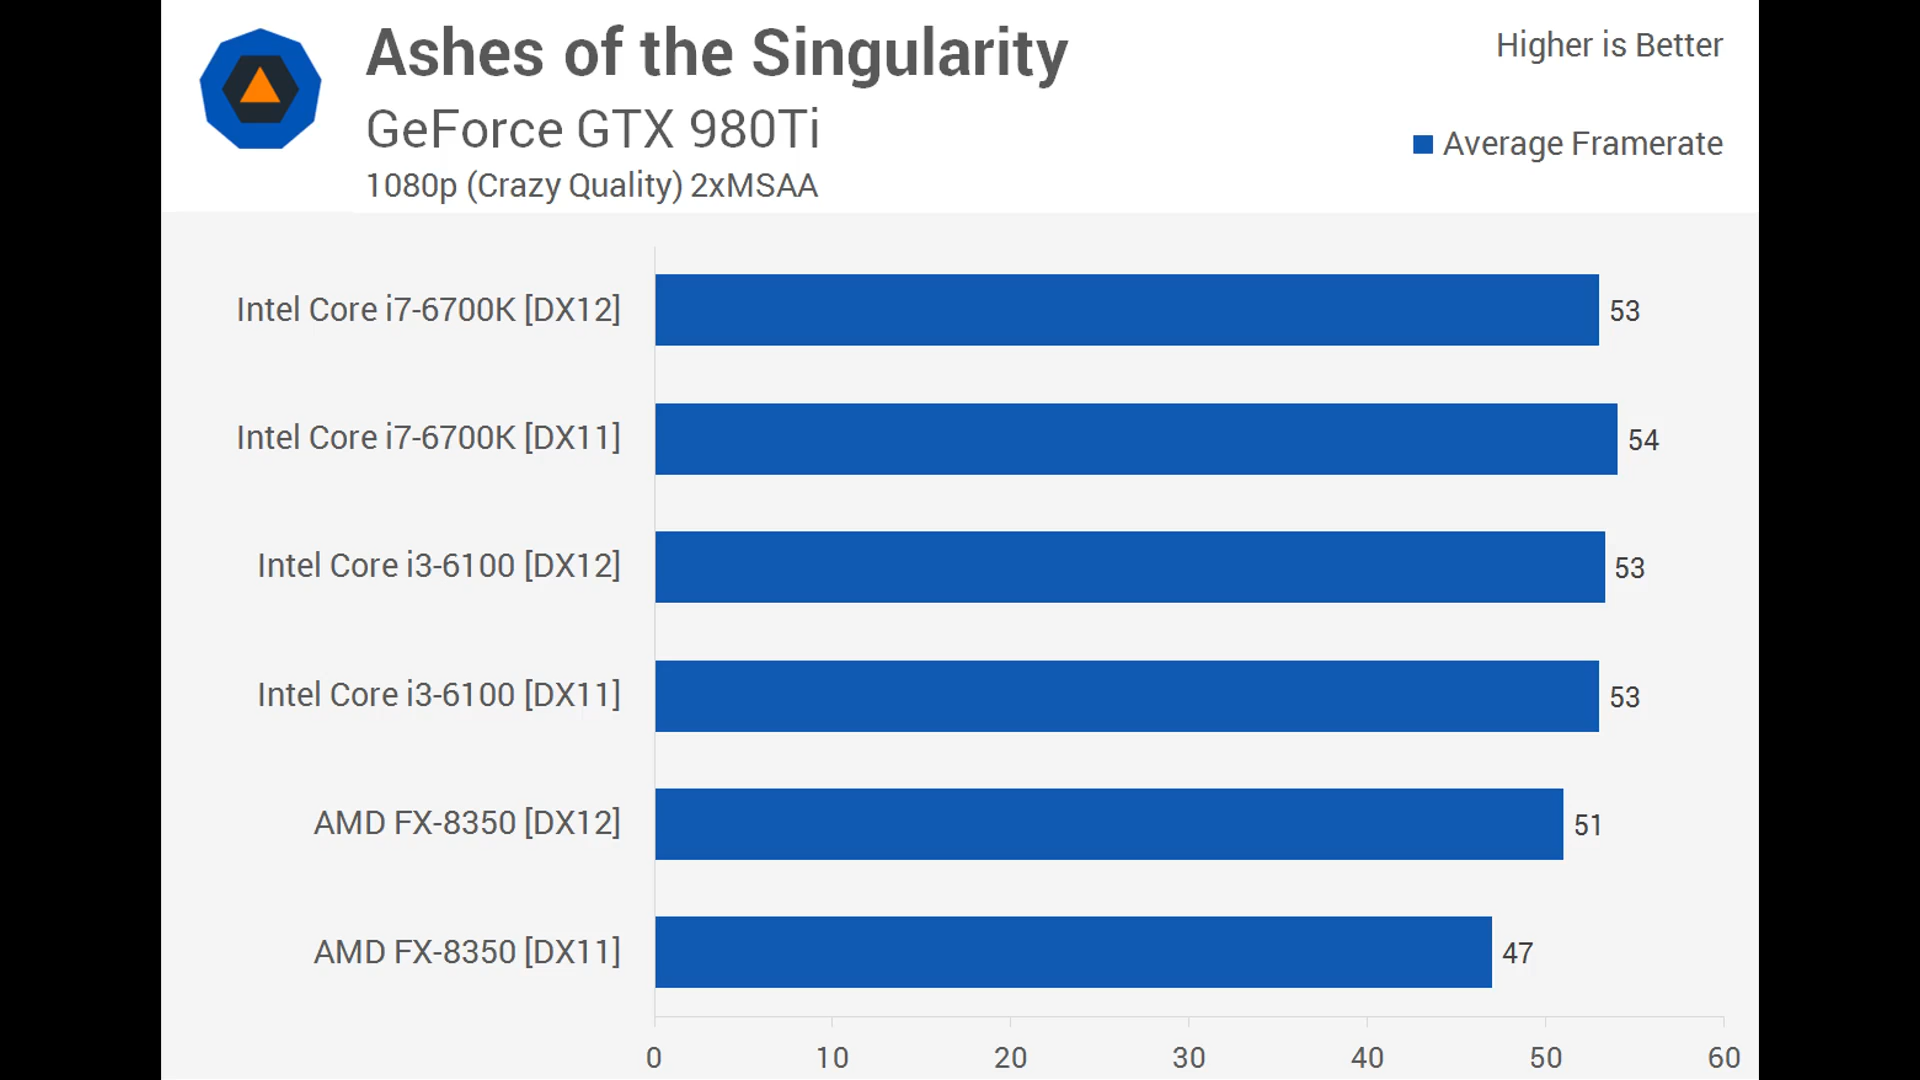 Ashes of the Singularity
Higher is Better
GeForce GTX 980Ti
Average Framerate
1080p (Crazy Quality) 2xMSAA
Intel Core i7-6700K [DX12] 53
Intel Core i7-6700K [DX11] 54
Intel Core i3-6100 [DX12] 53
Intel Core i3-6100 [DX11] 53
AMD FX-8350 [DX12] 51
AMD FX-8350 [DX11] 47
0 10 20 30 40 50 60